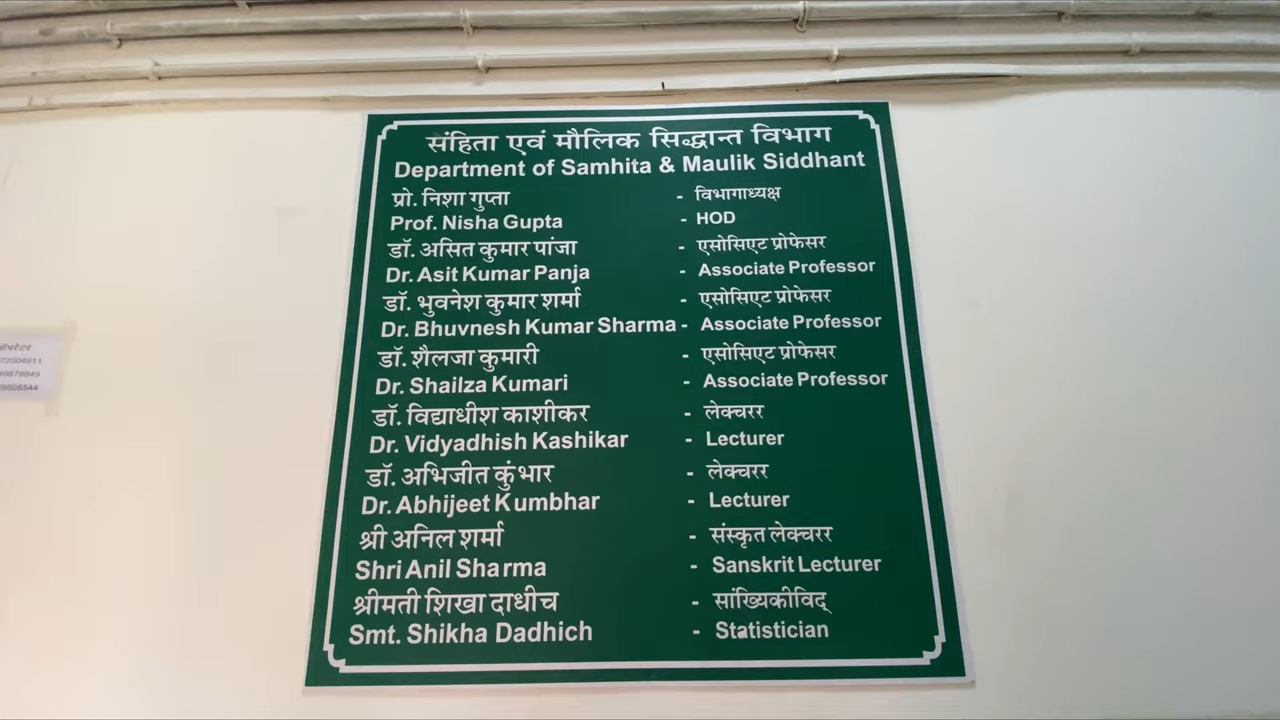 संहिता एवं मौलिक सिद्धान्त विभाग
Department of Samhita & Maulik Siddhant
प्रो. निशा गुप्ता - विभागाध्यक्ष
Prof. Nisha Gupta - HOD
डॉ. असित कुमार पांजा - एसोसिएट प्रोफेसर
Dr. Asit Kumar Panja - Associate Professor
डॉ. भुवनेश कुमार शर्मा - एसोसिएट प्रोफेसर
Dr. Bhuvnesh Kumar Sharma - Associate Professor
डॉ. शैलजा कुमारी - एसोसिएट प्रोफेसर
Dr. Shailza Kumari - Associate Professor
डॉ. विद्याधीश काशीकर - लेक्चरर
Dr. Vidyadhish Kashikar - Lecturer
डॉ. अभिजीत कुंभार - लेक्चरर
Dr. Abhijeet Kumbhar - Lecturer
श्री अनिल शर्मा - संस्कृत लेक्चरर
Shri Anil Sharma - Sanskrit Lecturer
श्रीमती शिखा दाधीच - सांख्यिकीविद्
Smt. Shikha Dadhich - Statistician